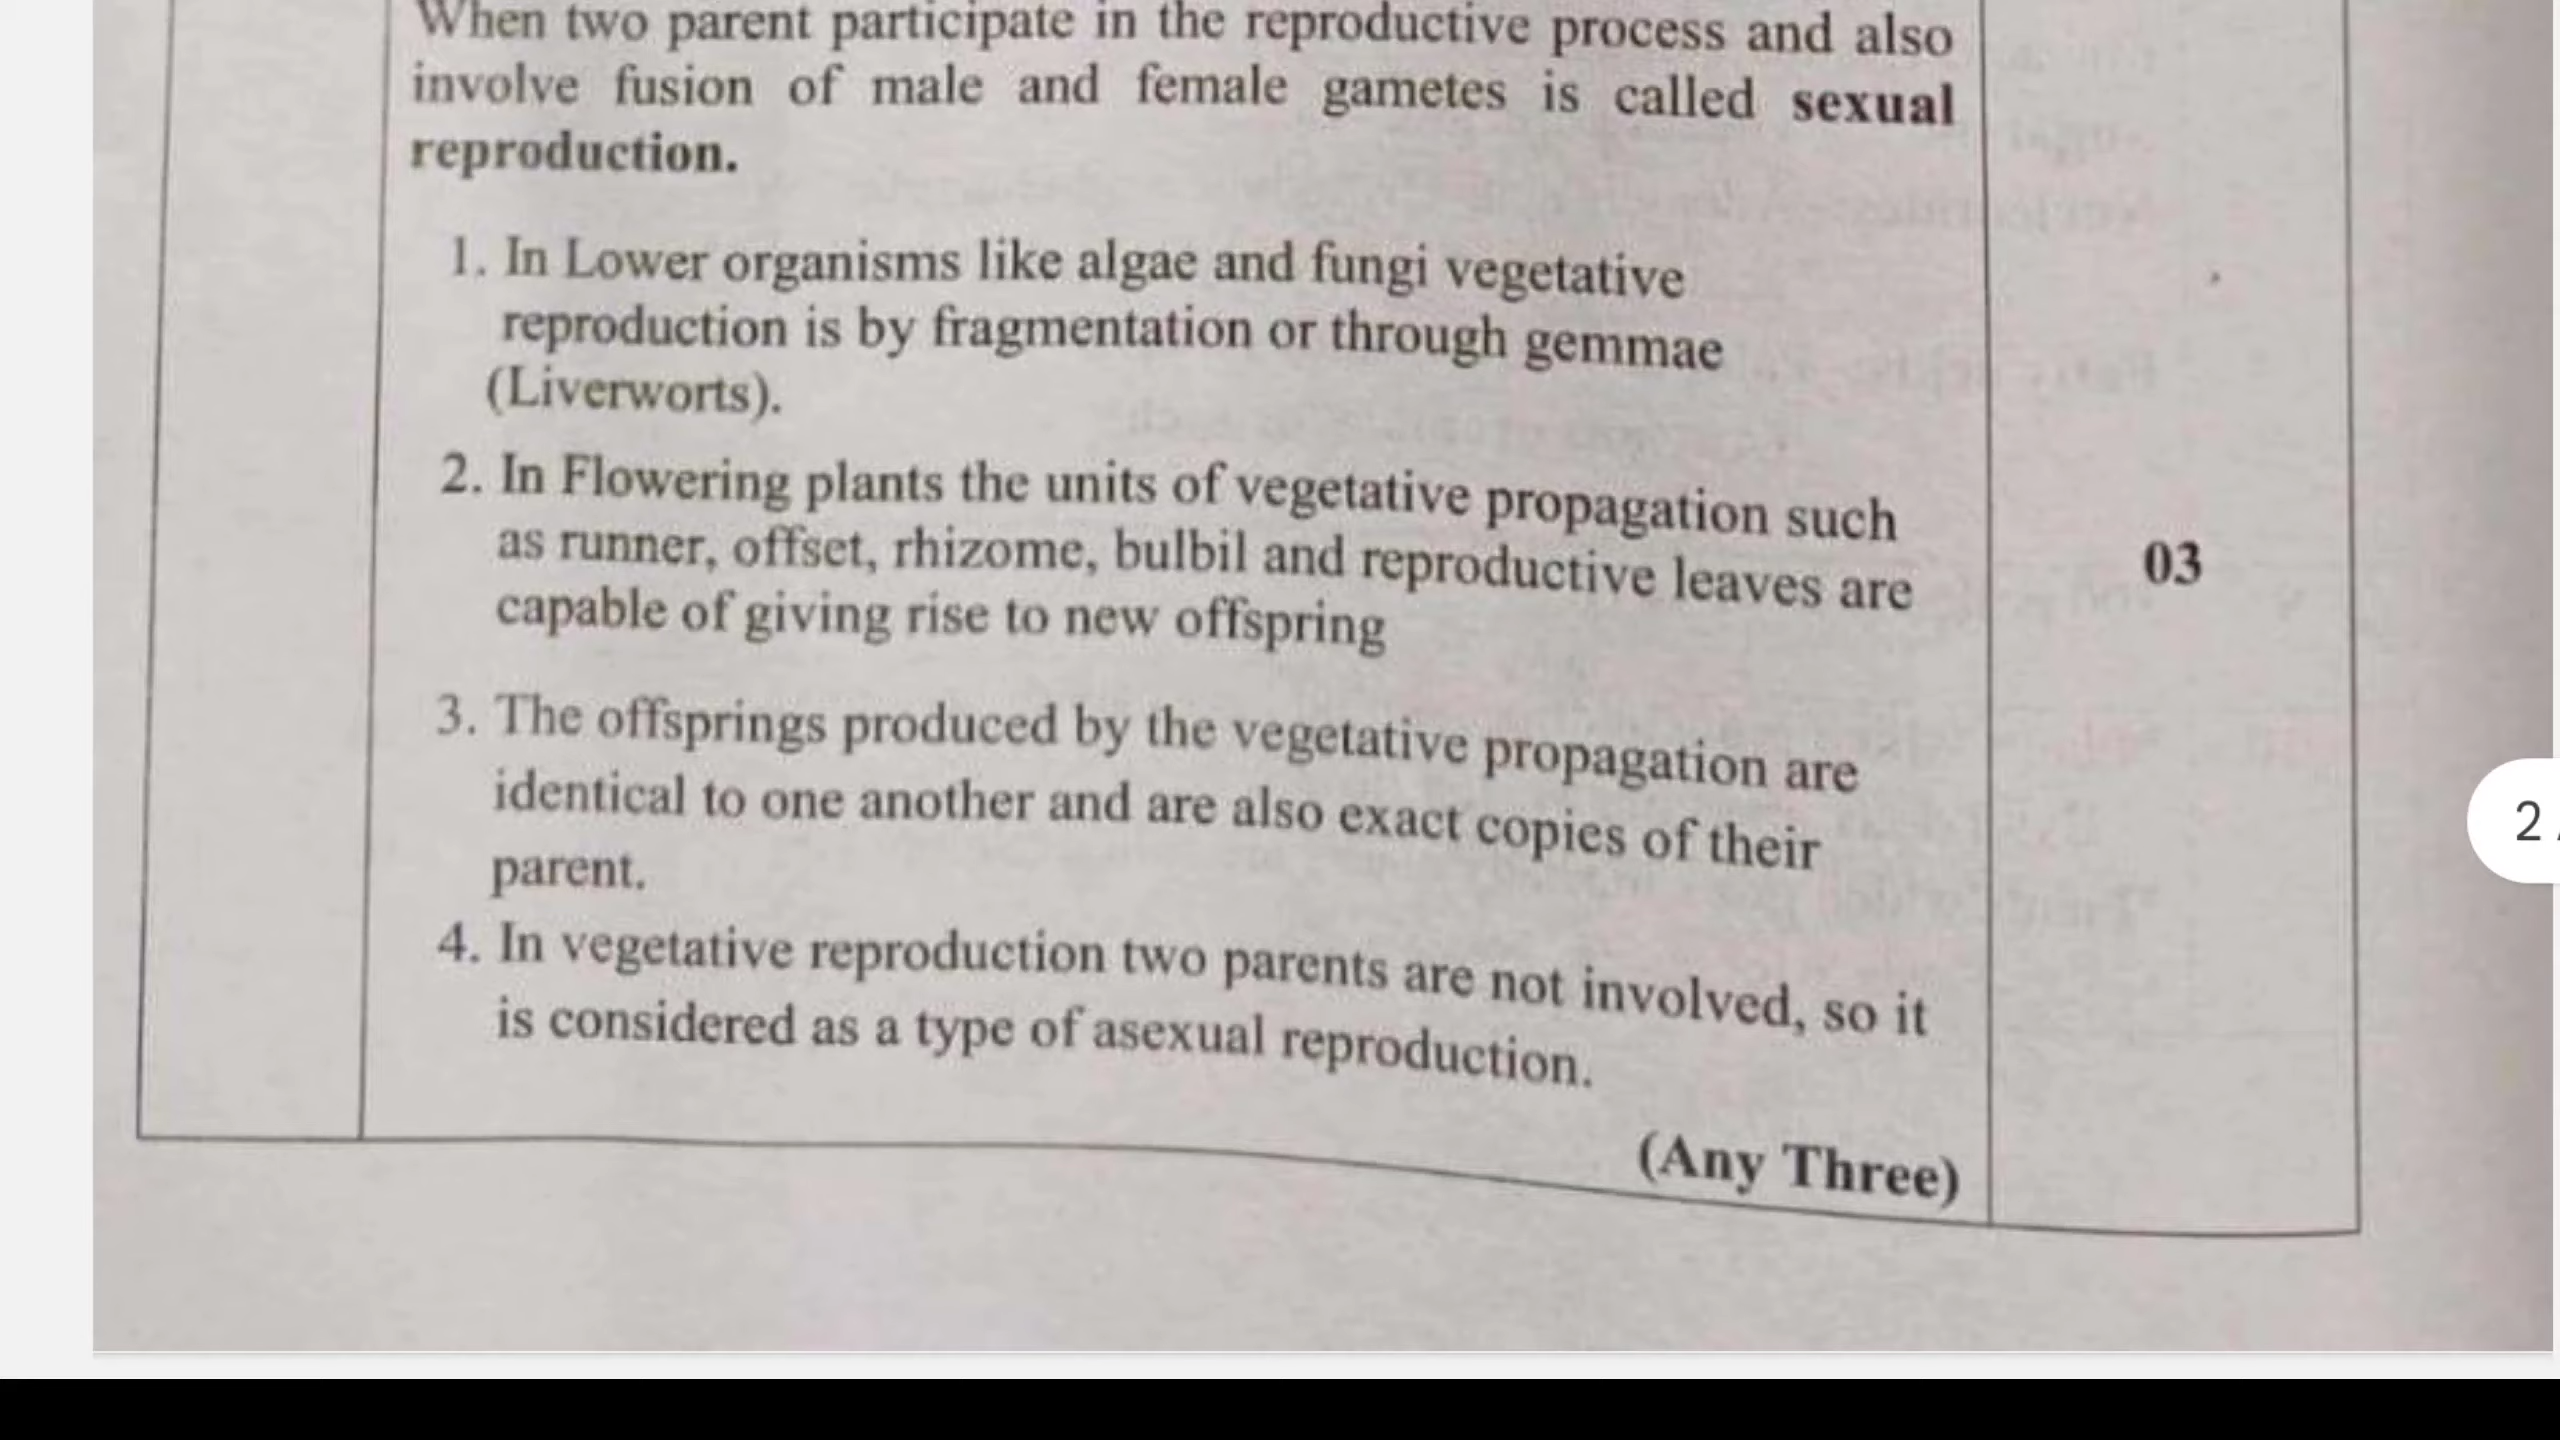 When two parent participate in the reproductive process and also
involve fusion of male and female gametes is called sexual
reproduction.
1. In Lower organisms like algae and fungi vegetative
reproduction is by fragmentation or through gemmae
(Liverworts).
2. In Flowering plants the units of vegetative propagation such
as runner, offset, rhizome, bulbil and reproductive leaves are
capable of giving rise to new offspring
03
3. The offsprings produced by the vegetative propagation are
identical to one another and are also exact copies of their
parent.
2
4. In vegetative reproduction two parents are not involved, so it
is considered as a type of asexual reproduction.
(Any Three)